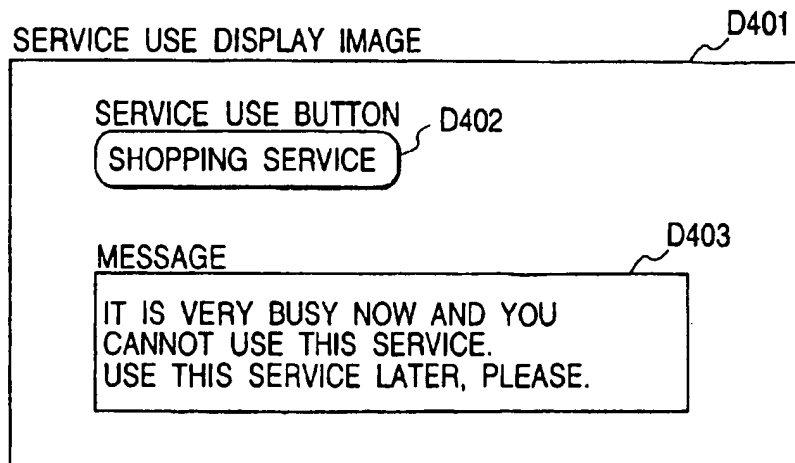 D401
SERVICE USE DISPLAY IMAGE
SERVICE USE BUTTON
D402
SHOPPING SERVICE
D403
MESSAGE
IT IS VERY BUSY NOW AND YOU
CANNOT USE THIS SERVICE.
USE THIS SERVICE LATER, PLEASE.